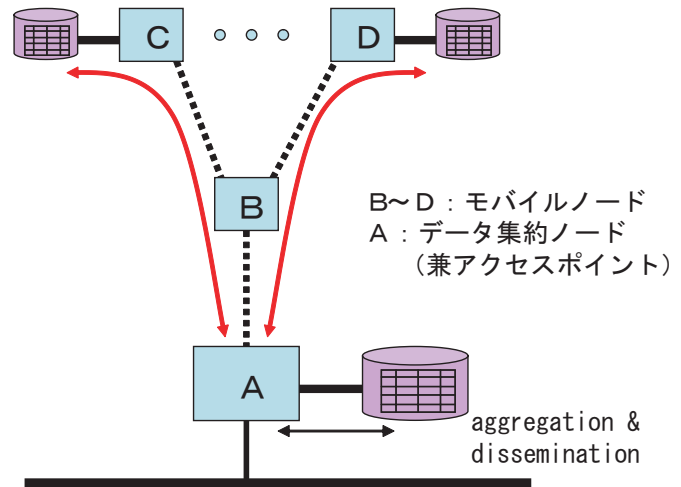 C
D
B
B~D：モバイルノード
A：データ集約ノード
（兼アクセスポイント）
A
aggregation &
dissemination